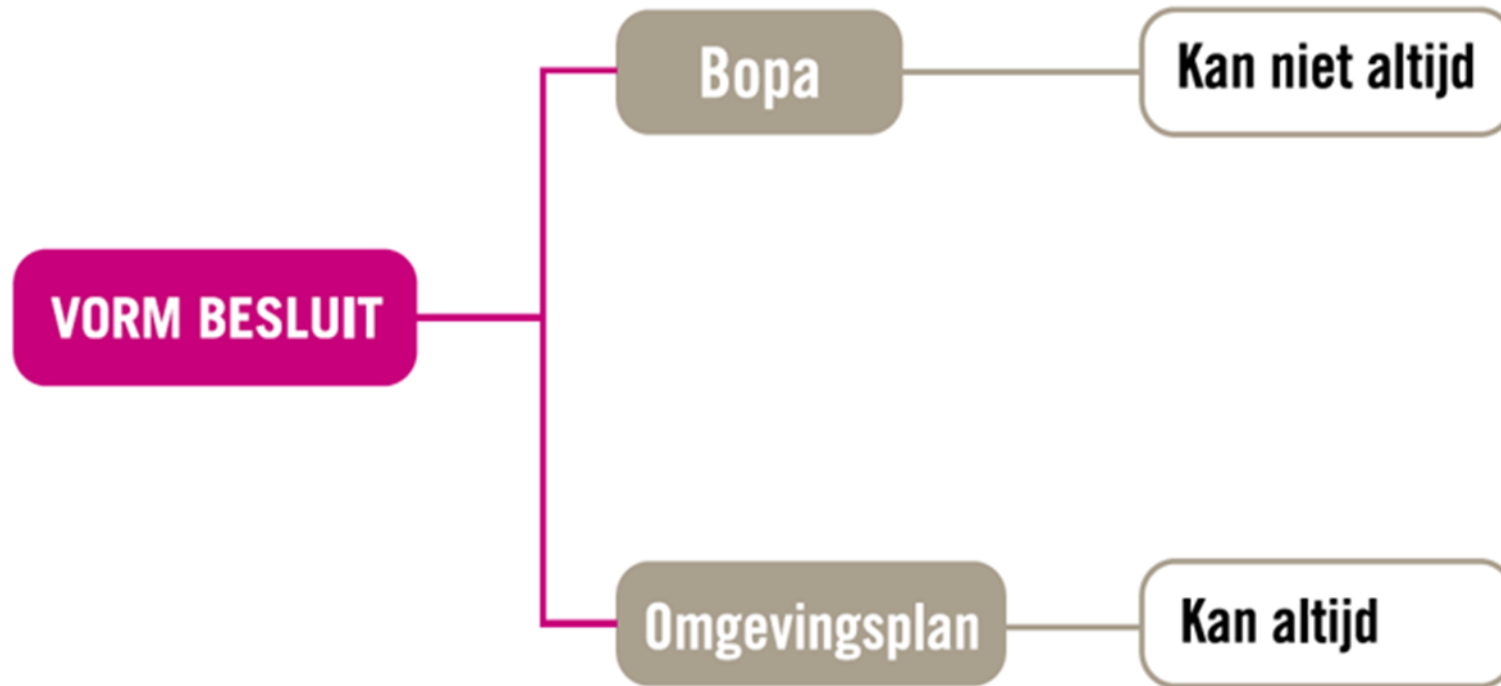 Bopa
Kan niet altijd
VORM BESLUIT
Omgevingsplan
Kan altijd